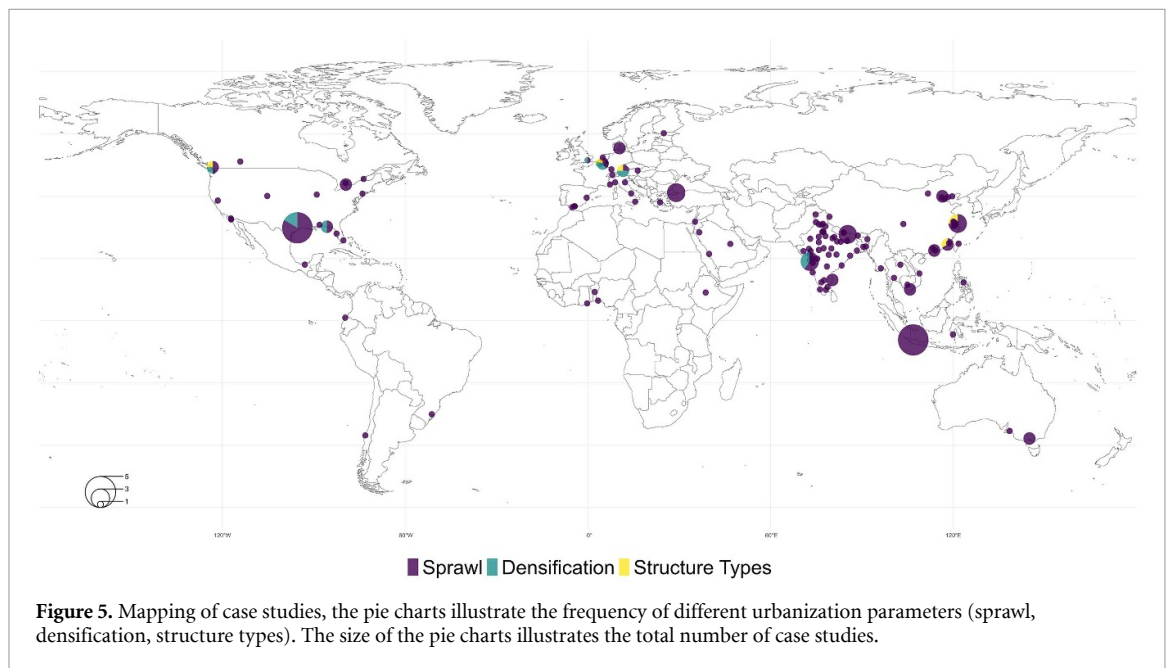 5
3
1
120°W
60°W
0°
60°E
120°E
Sprawl Densification Structure Types
Figure 5. Mapping of case studies, the pie charts illustrate the frequency of different urbanization parameters (sprawl,
densification, structure types). The size of the pie charts illustrates the total number of case studies.